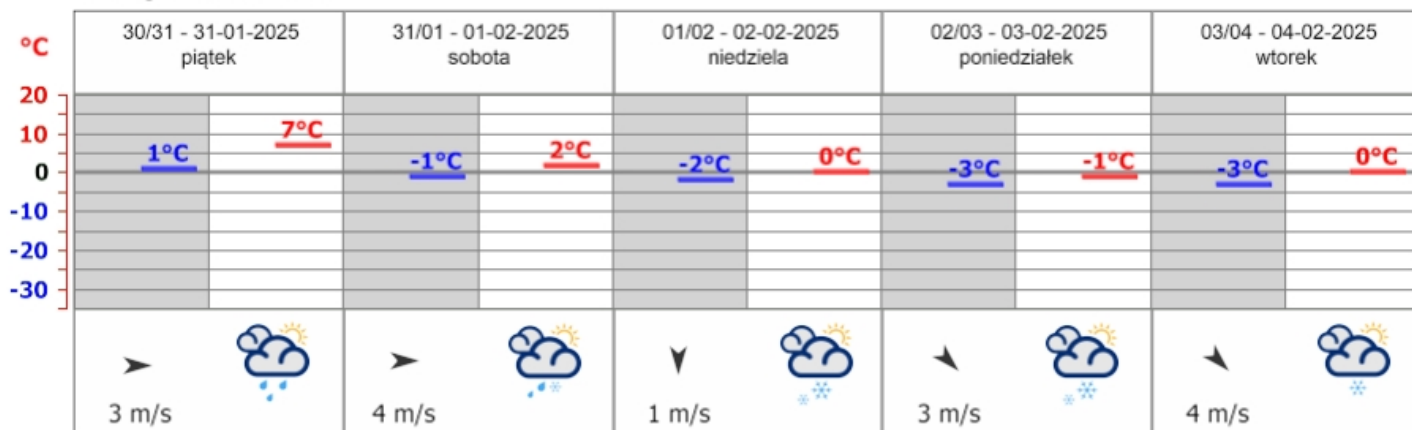 °C
30/31 - 31-01-2025
piątek
31/01 - 01-02-2025
sobota
01/02 - 02-02-2025
niedziela
02/03 - 03-02-2025
poniedziałek
03/04 - 04-02-2025
wtorek
20
10
0
-10
-20
-30
1°C
7°C
-1°C
2°C
-2°C
0°C
-3°C
-1°C
-3°C
0°C
3 m/s
4 m/s
1 m/s
3 m/s
4 m/s